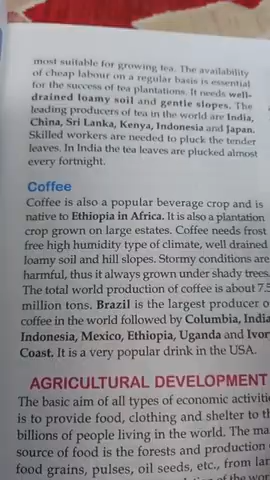 most suitable for growing tea. The availability
of cheap labour on a regular basis is essential
for the success of tea plantations. It needs well-
drained loamy soil and gentle slopes. The
leading producers of tea in the world are India,
China, Sri Lanka, Kenya, Indonesia and Japan.
Skilled workers are needed to pluck the tender
leaves. In India the tea leaves are plucked almost
every fortnight.
Coffee
Coffee is also a popular beverage crop and is
native to Ethiopia in Africa. It is also a plantation
crop grown on large estates. Coffee needs frost
free high humidity type of climate, well drained
loamy soil and hill slopes. Stormy conditions are
harmful, thus it always grown under shady trees.
The total world production of coffee is about 7.5
million tons. Brazil is the largest producer o
coffee in the world followed by Columbia, India
Indonesia, Mexico, Ethiopia, Uganda and Ivor
Coast. It is a very popular drink in the USA.
AGRICULTURAL DEVELOPMENT
The basic aim of all types of economic activitie
is to provide food, clothing and shelter to th
billions of people living in the world. The ma
source of food is the forests and production
food grains, pulses, oil seeds, etc., from lan
of the wor